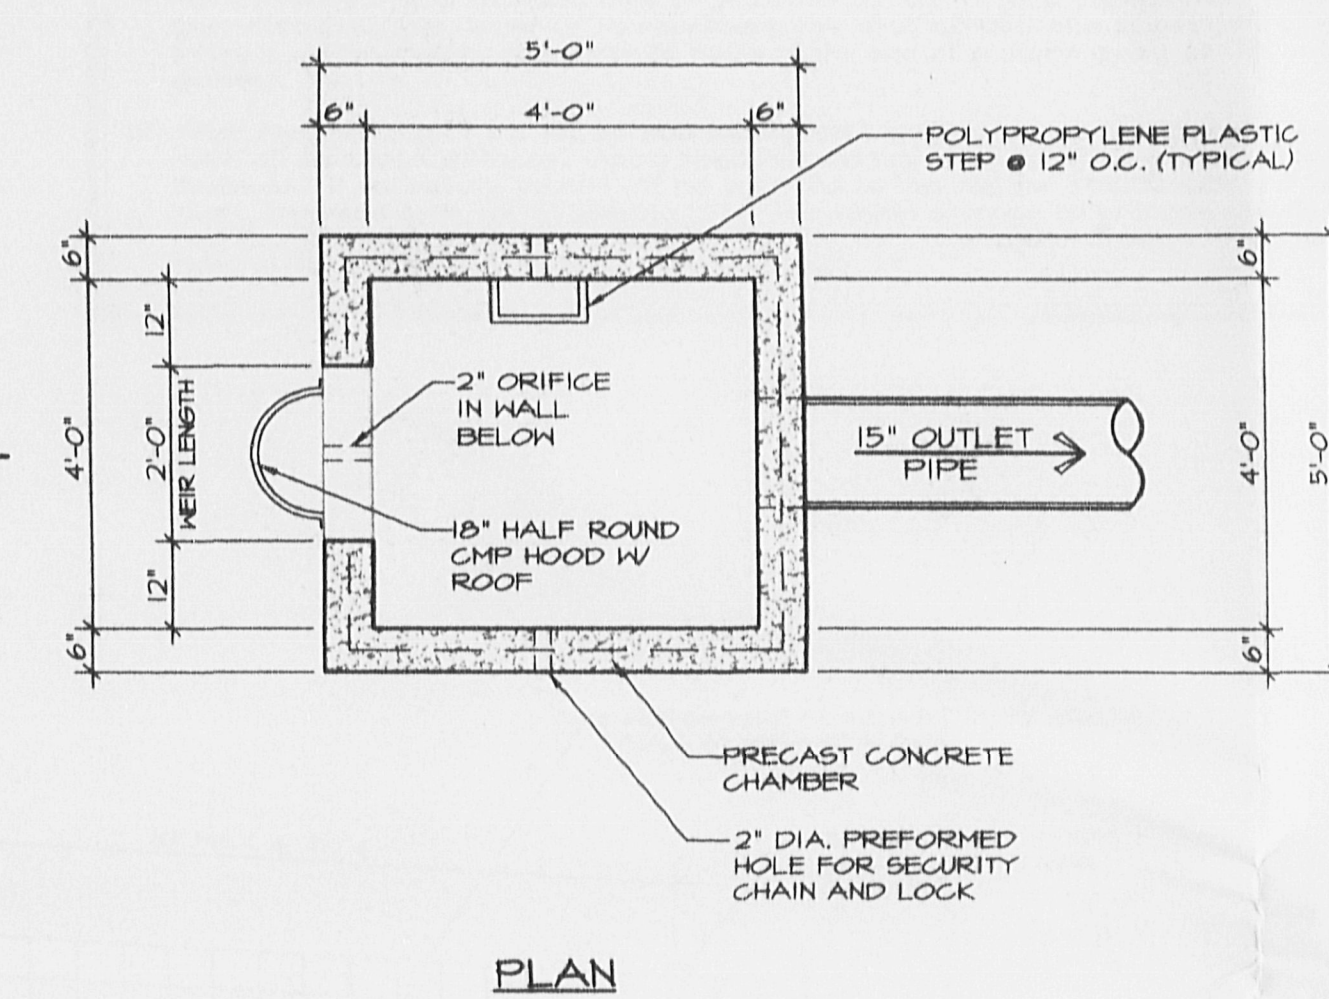 5'-0"
6" 4'-0" 6"
POLYPROPYLENE PLASTIC
STEP @ 12" O.C. (TYPICAL)
6"
6"
12"
2" ORIFICE
IN WALL
BELOW
4'-0"
2'-0"
WEIR LENGTH
15" OUTLET
PIPE
4'-0"
5'-0"
18" HALF ROUND
CMP HOOD W/
ROOF
12"
6"
6"
PRECAST CONCRETE
CHAMBER
2" DIA. PREFORMED
HOLE FOR SECURITY
CHAIN AND LOCK
PLAN